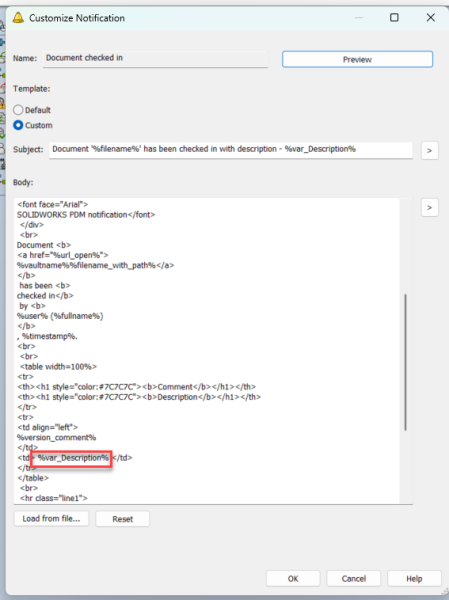 Customize Notification
Name: Document checked in
Preview
Template:
Default
Custom
Subject: Document '%filename%' has been checked in with description - %var_Description%
>
Body:
>
<font face="Arial">
SOLIDWORKS PDM notification</font>
</div>
<br>
Document <b>
<a href="%url_open%">
%vaultname%%filename_with_path%</a>
</b>
has been <b>
checked in</b>
by <b>
%user% (%fullname%)
</b>
, %timestamp%.
<br>
<br>
<table width=100%>
<tr>
<th><h1 style="color:#7C7C7C"><b>Comment</b></h1></th>
<th><h1 style="color:#7C7C7C"><b>Description</b></h1></th>
</tr>
<tr>
<td align="left">
%version_comment%
</td>
<td> %var_Description% </td>
</tr>
</table>
<br>
<hr class="line1">
Load from file... Reset
OK Cancel Help